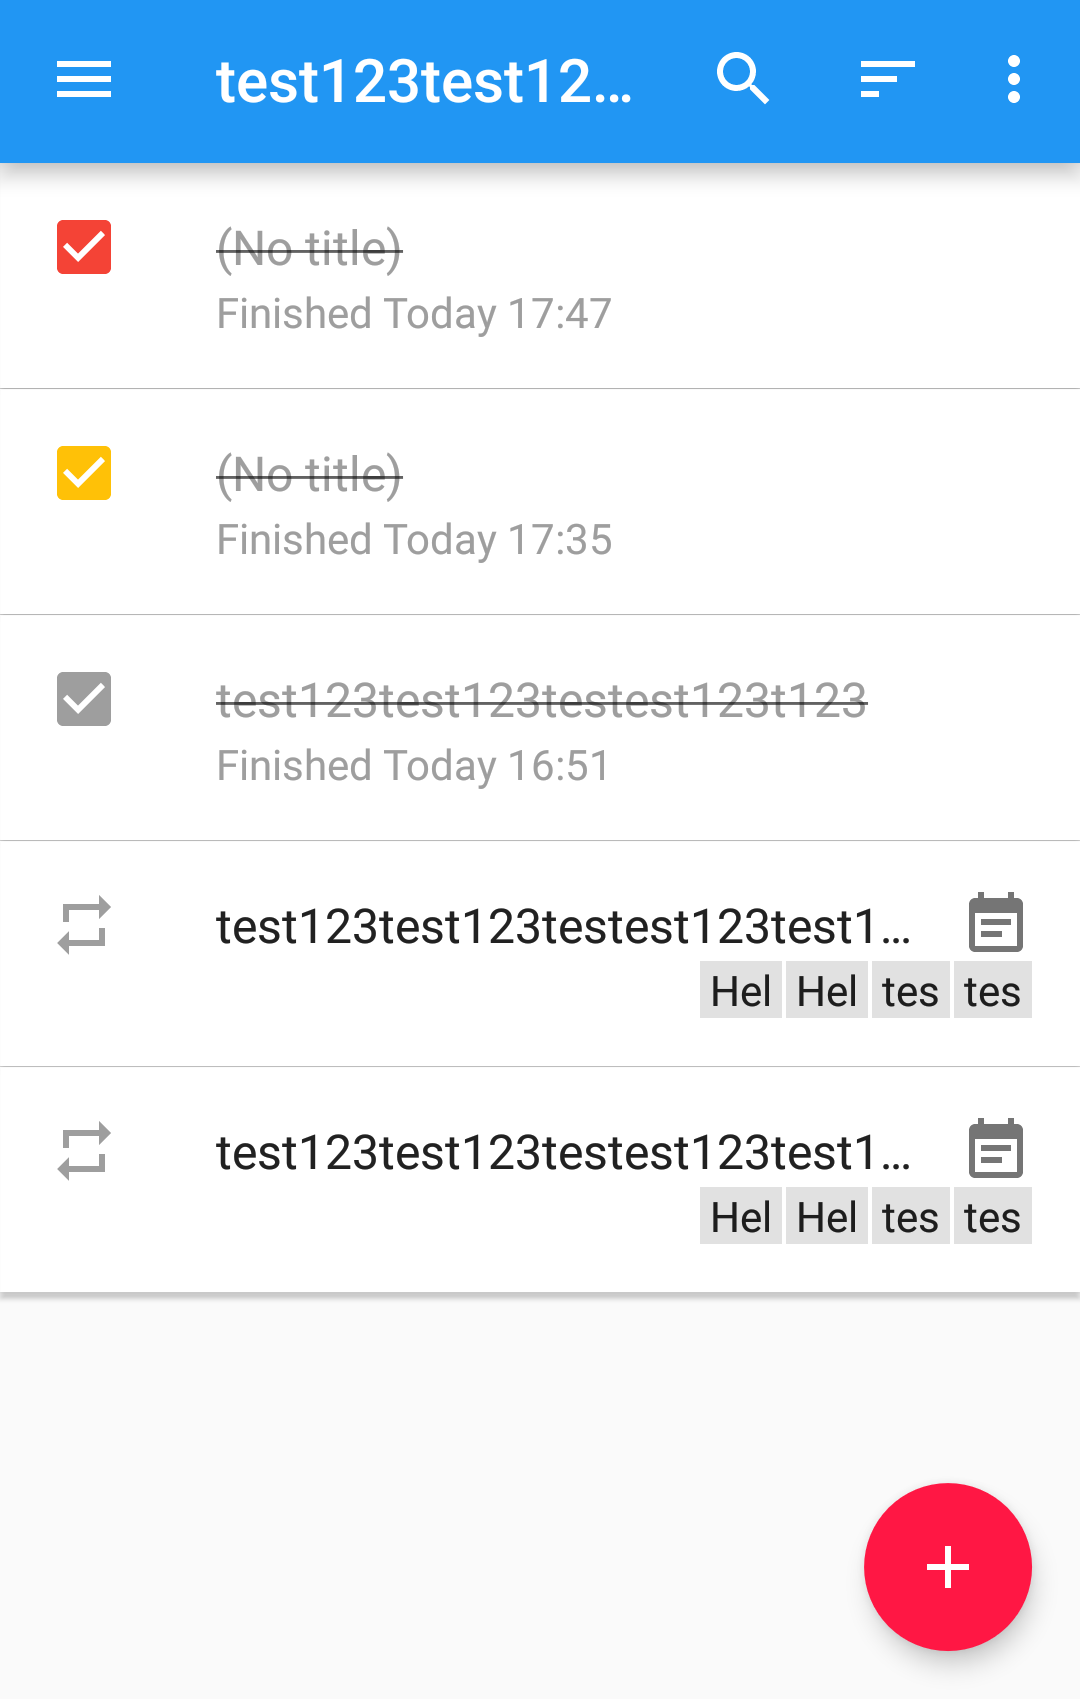 test123test12...
(No title)
Finished Today 17:47
(No title)
Finished Today 17:35
test123test123testest123t123
Finished Today 16:51
test123test123testest123test1...
Hel Hel tes tes
test123test123testest123test1...
Hel Hel tes tes